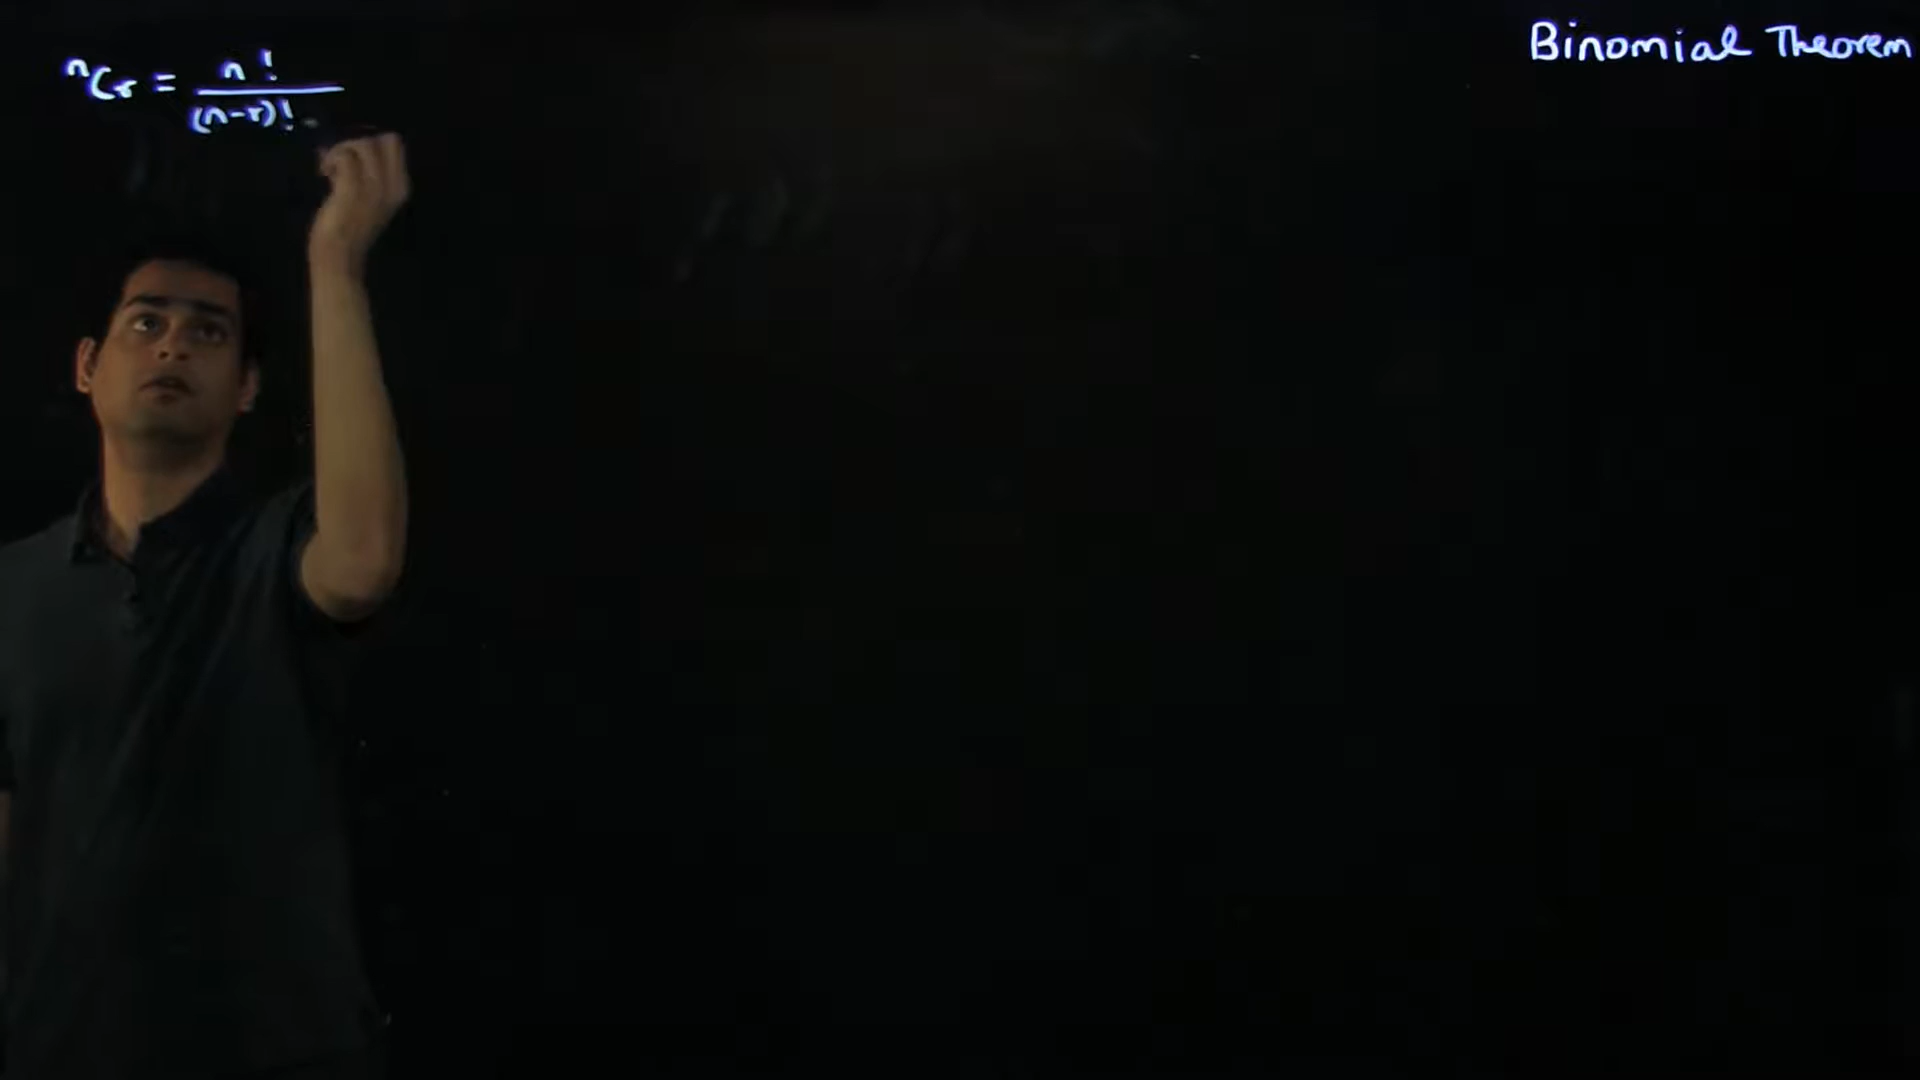 Binomial Theorem
ⁿCᵣ = n! / (n-r)!